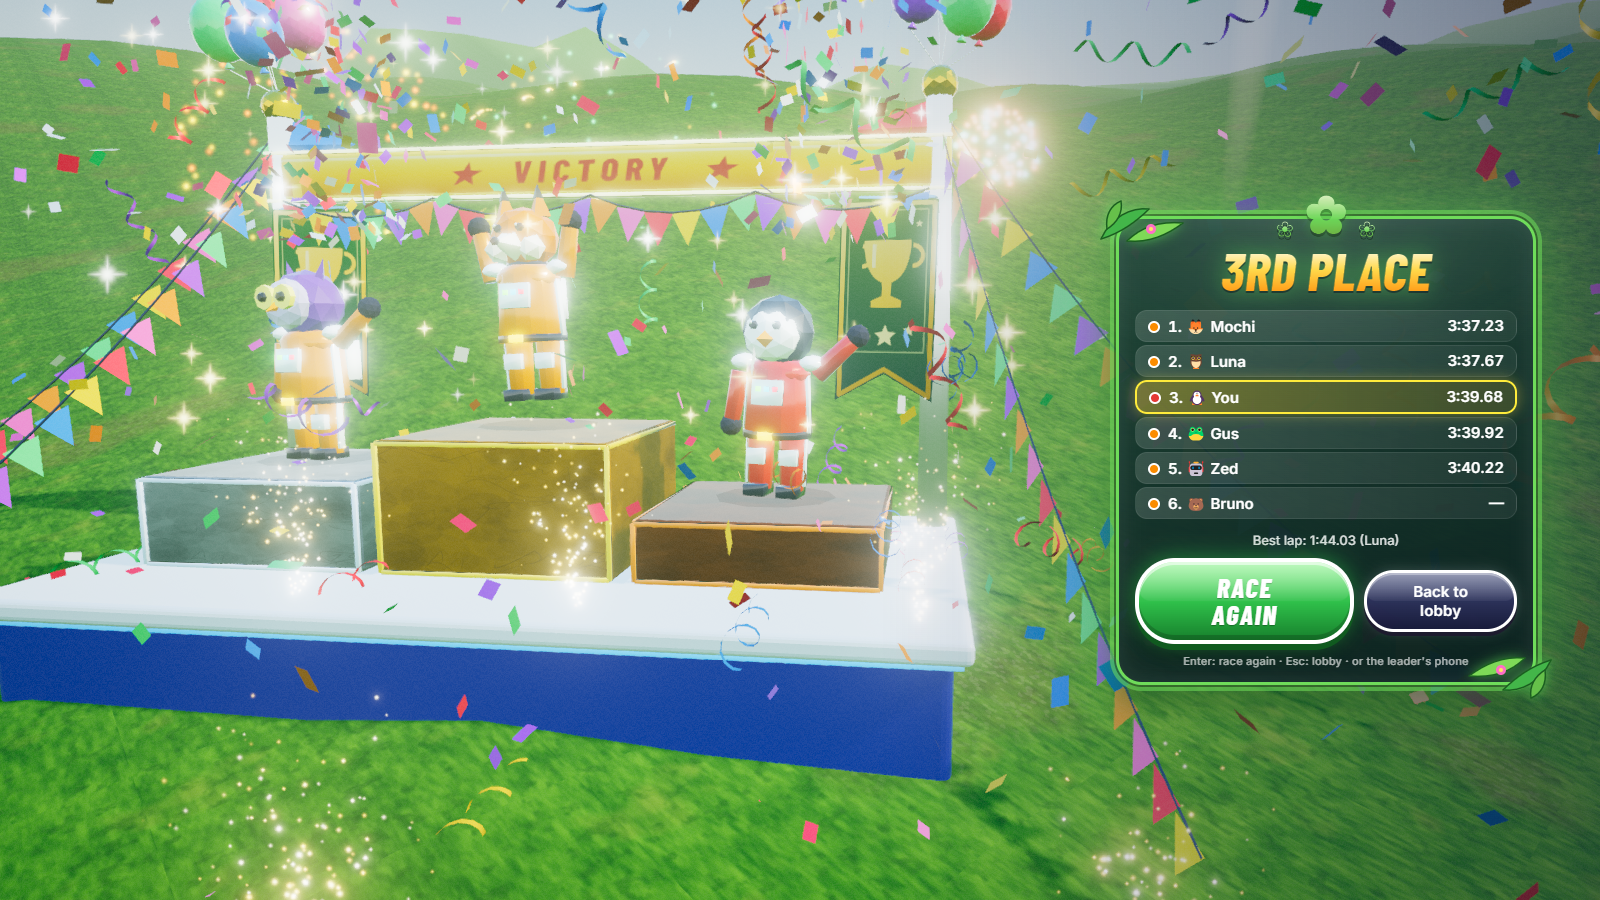 VICTORY
3RD PLACE
1. Mochi 3:37.23
2. Luna 3:37.67
3. You 3:39.68
4. Gus 3:39.92
5. Zed 3:40.22
6. Bruno —
Best lap: 1:44.03 (Luna)
RACE
AGAIN
Back to
lobby
Enter: race again · Esc: lobby · or the leader's phone